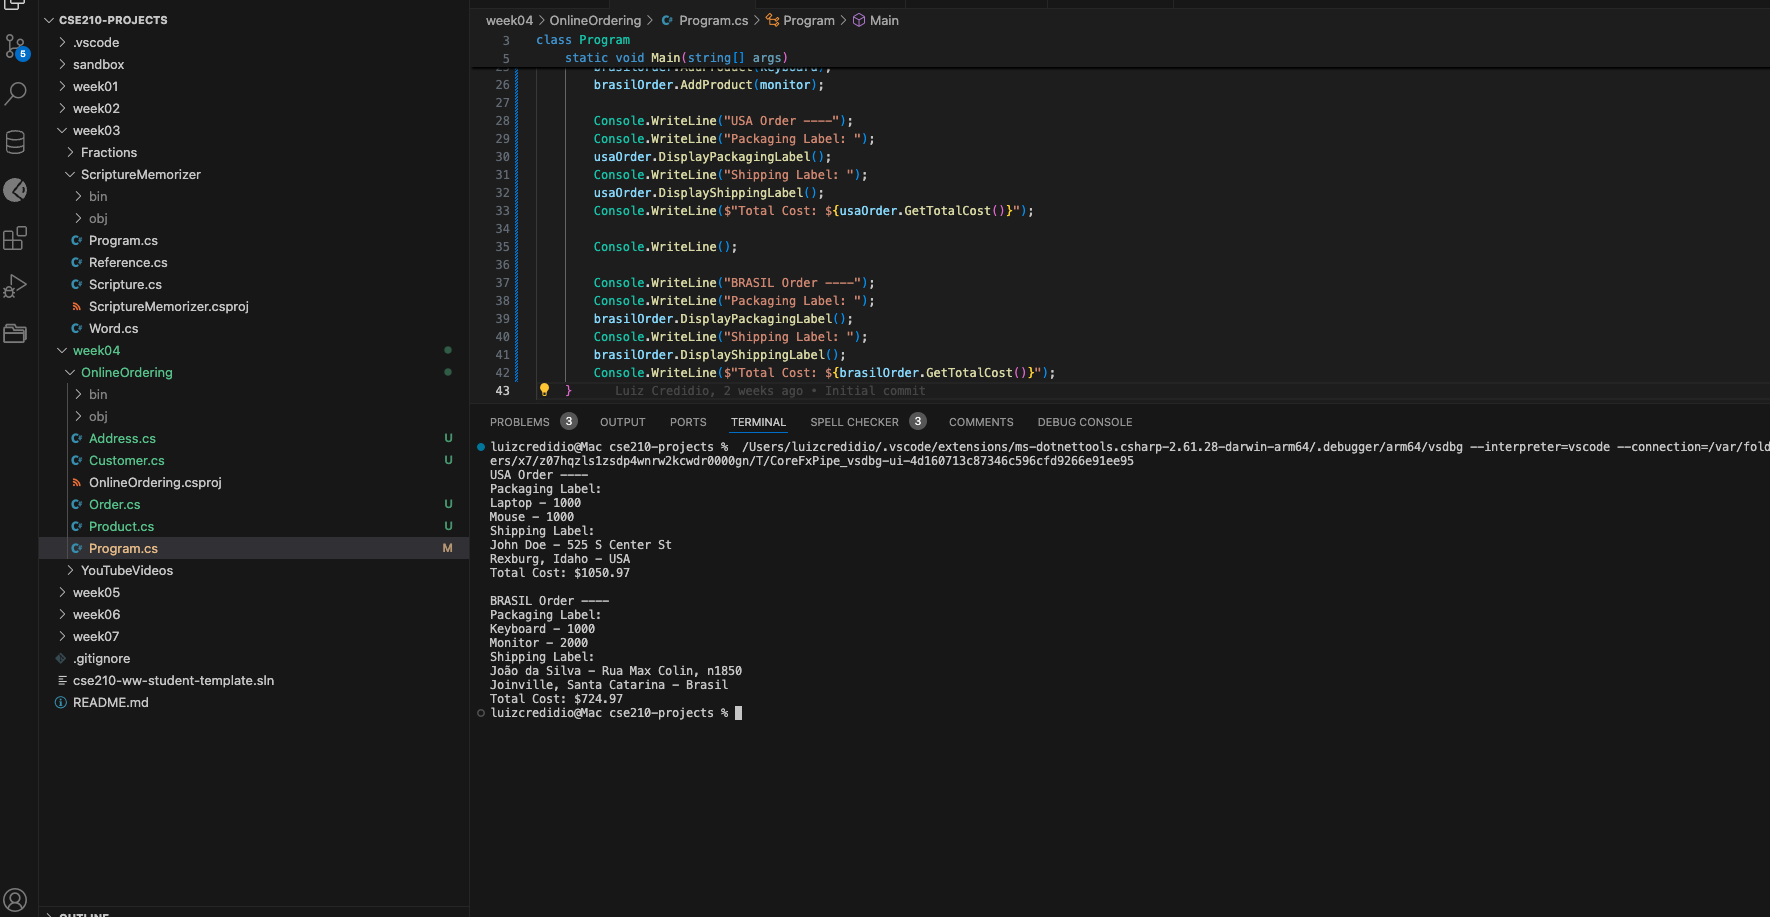 CSE210-PROJECTS
.vscode
sandbox
week01
week02
week03
Fractions
ScriptureMemorizer
bin
obj
Program.cs
Reference.cs
Scripture.cs
ScriptureMemorizer.csproj
Word.cs
week04
OnlineOrdering
bin
obj
Address.cs U
Customer.cs U
OnlineOrdering.csproj
Order.cs U
Product.cs U
Program.cs M
YouTubeVideos
week05
week06
week07
.gitignore
cse210-ww-student-template.sln
README.md
OUTLINE
5
week04 > OnlineOrdering > Program.cs > Program > Main
3 class Program
5 static void Main(string[] args)
25 brasilOrder.AddProduct(keyboard);
26 brasilOrder.AddProduct(monitor);
27
28 Console.WriteLine("USA Order ----");
29 Console.WriteLine("Packaging Label: ");
30 usaOrder.DisplayPackagingLabel();
31 Console.WriteLine("Shipping Label: ");
32 usaOrder.DisplayShippingLabel();
33 Console.WriteLine($"Total Cost: ${usaOrder.GetTotalCost()}");
34
35 Console.WriteLine();
36
37 Console.WriteLine("BRASIL Order ----");
38 Console.WriteLine("Packaging Label: ");
39 brasilOrder.DisplayPackagingLabel();
40 Console.WriteLine("Shipping Label: ");
41 brasilOrder.DisplayShippingLabel();
42 Console.WriteLine($"Total Cost: ${brasilOrder.GetTotalCost()}");
43 } Luiz Credidio, 2 weeks ago • Initial commit
PROBLEMS 3 OUTPUT PORTS TERMINAL SPELL CHECKER 3 COMMENTS DEBUG CONSOLE
luizcredidio@Mac cse210-projects % /Users/luizcredidio/.vscode/extensions/ms-dotnettools.csharp-2.61.28-darwin-arm64/.debugger/arm64/vsdbg --interpreter=vscode --connection=/var/fold
ers/x7/z07hqzls1zsdp4wnrw2kcwdr0000gn/T/CoreFxPipe_vsdbg-ui-4d160713c87346c596cfd9266e91ee95
USA Order ----
Packaging Label:
Laptop - 1000
Mouse - 1000
Shipping Label:
John Doe - 525 S Center St
Rexburg, Idaho - USA
Total Cost: $1050.97

BRASIL Order ----
Packaging Label:
Keyboard - 1000
Monitor - 2000
Shipping Label:
João da Silva - Rua Max Colin, n1850
Joinville, Santa Catarina - Brasil
Total Cost: $724.97
luizcredidio@Mac cse210-projects %